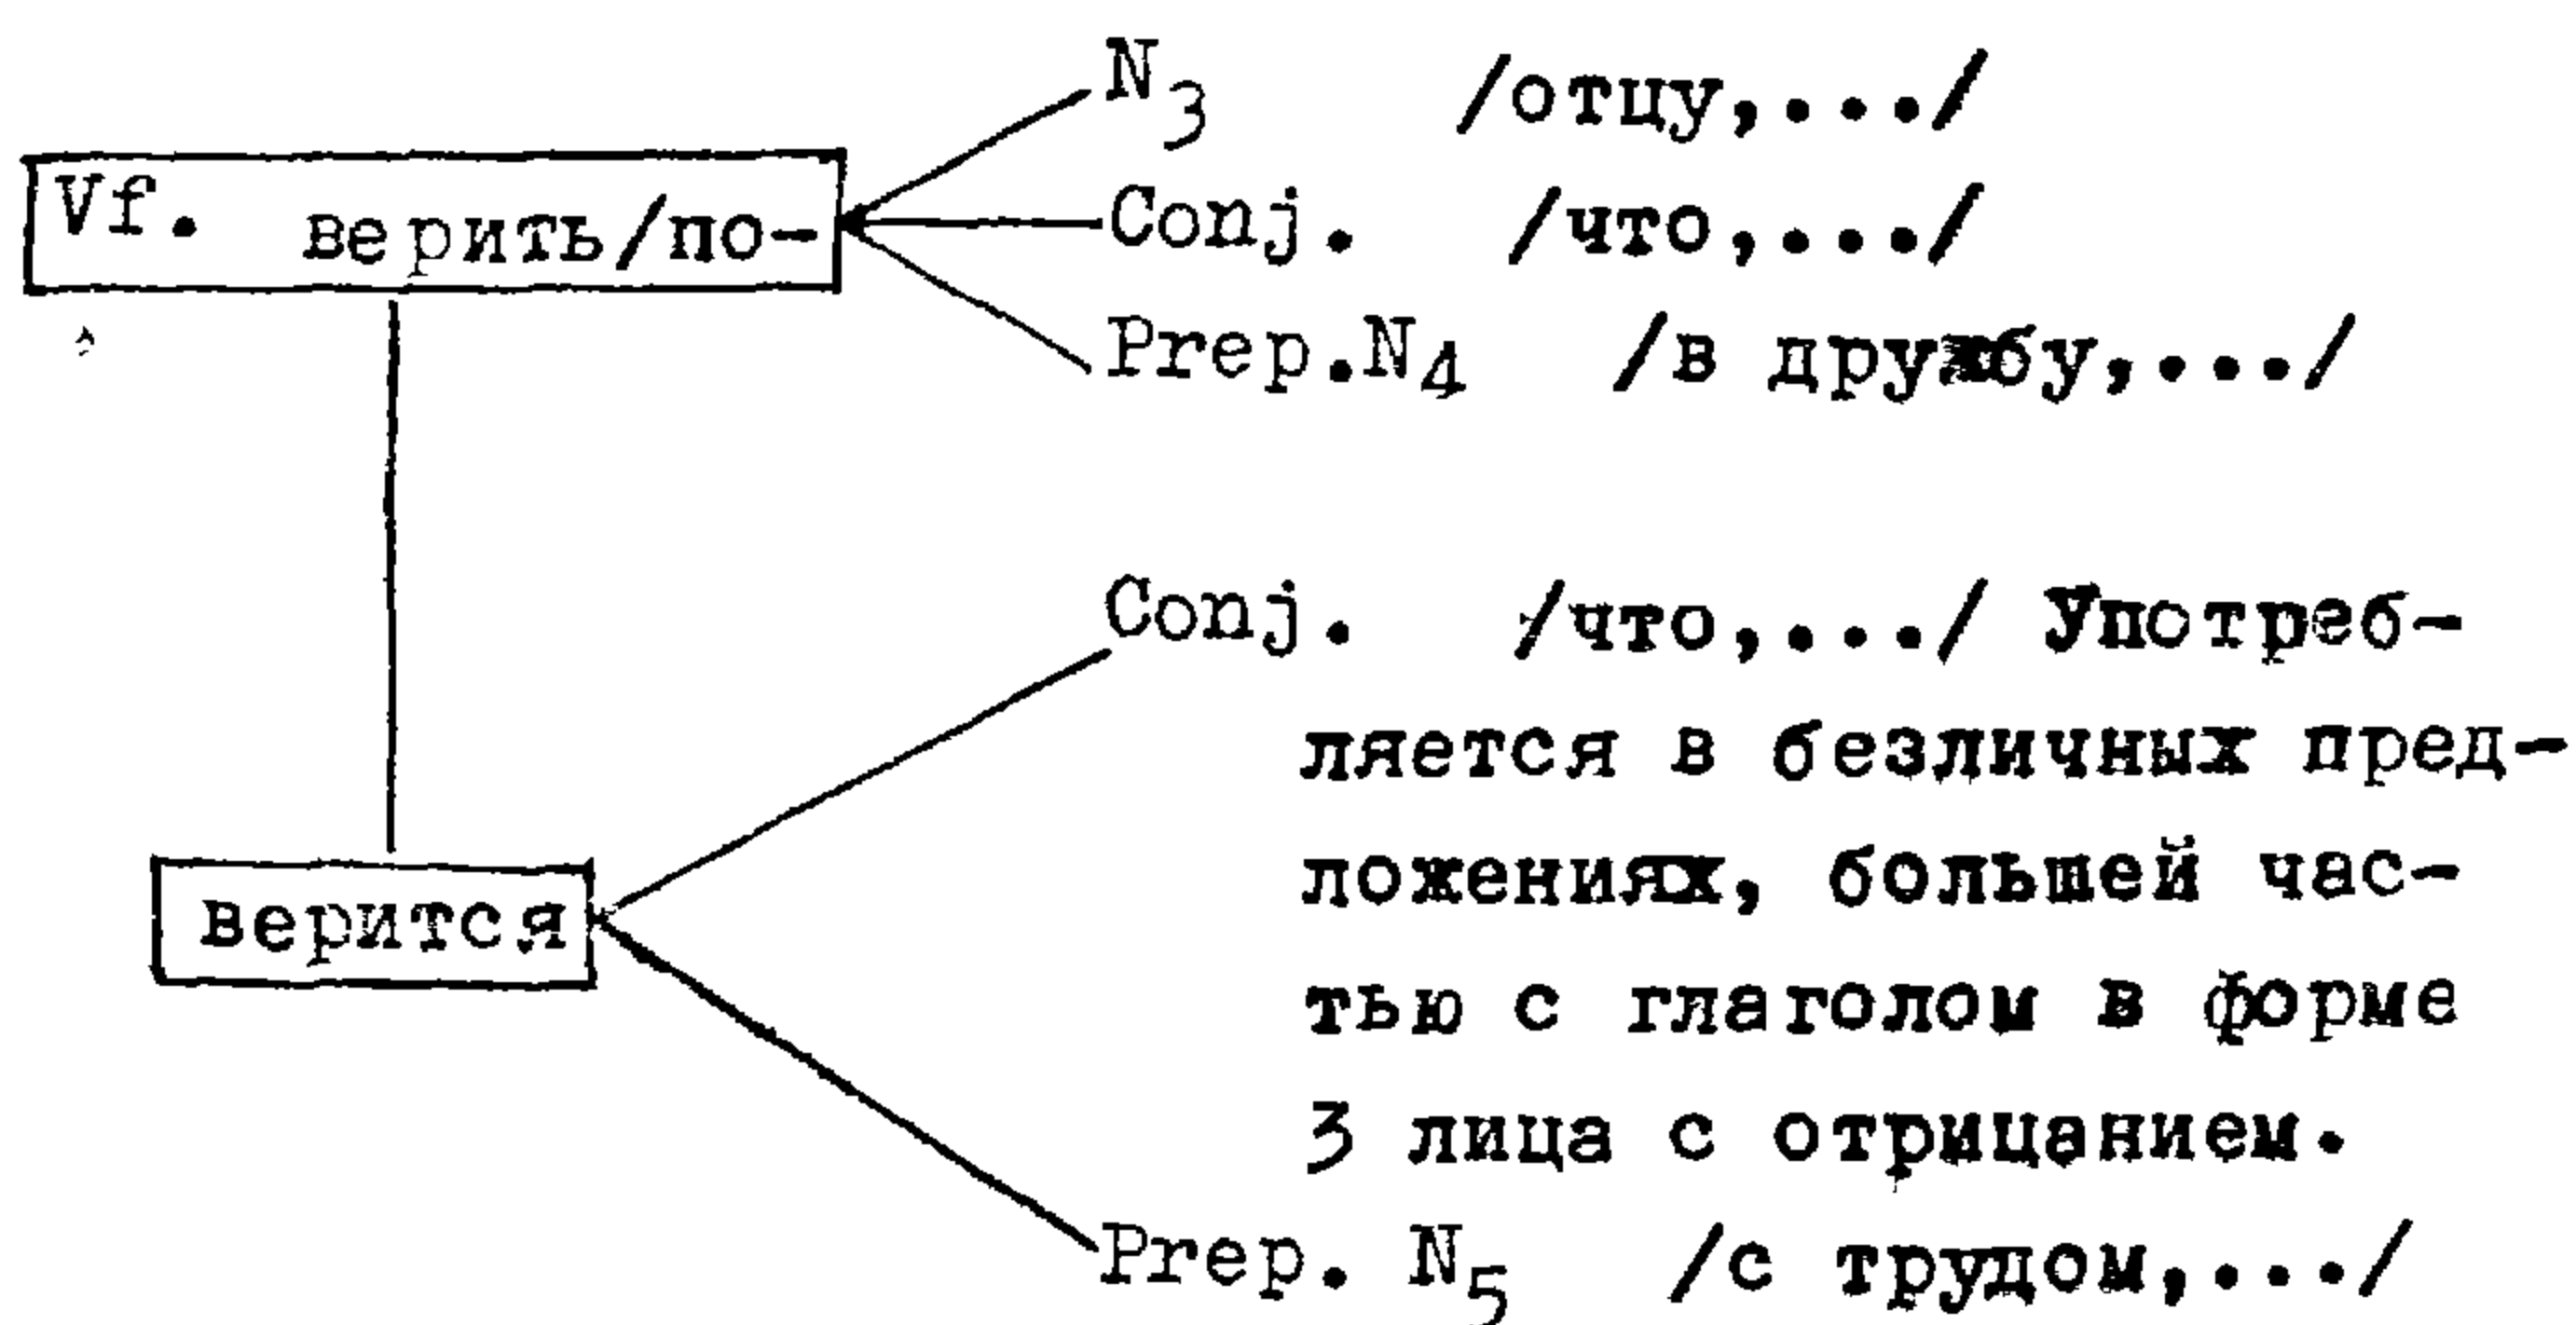 N₃ /отцу,.../
Vf. верить/по-
Conj. /что,.../
Prep.N₄ /в дружбу,.../
Conj. /что,.../ Употреб-
ляется в безличных пред-
ложениях, большей час-
верится
тью с глаголом в форме
3 лица с отрицанием.
Prep. N₅ /с трудом,.../